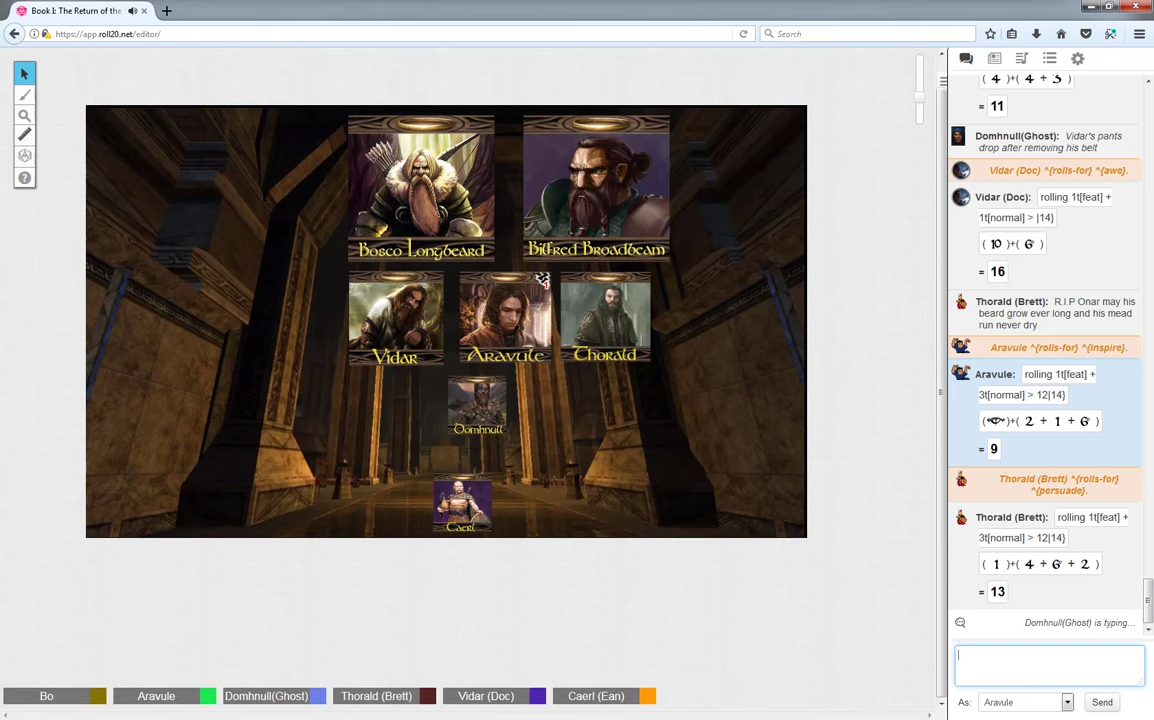 Book I: The Return of the
https://app.roll20.net/editor/
Search
Bosco Longbeard
Bilfred Broadbeam
Vidar
Aravule
Thorald
Domhnull
Caerl
( 4 )+( 4 + 3 )
= 11
Domhnull(Ghost): Vidar's pants
drop after removing his belt
Vidar (Doc) ^{rolls-for} ^{awe}.
Vidar (Doc): rolling 1t[feat] +
1t[normal] > |14}
( 10 )+( 6 )
= 16
Thorald (Brett): R.I.P Onar may his
beard grow ever long and his mead
run never dry
Aravule ^{rolls-for} ^{inspire}.
Aravule: rolling 1t[feat] +
3t[normal] > 12|14}
( )+( 2 + 1 + 6 )
= 9
Thorald (Brett) ^{rolls-for}
^{persuade}.
Thorald (Brett): rolling 1t[feat] +
3t[normal] > 12|14}
( 1 )+( 4 + 6 + 2 )
= 13
Domhnull(Ghost) is typing...
As: Aravule Send
Bo
Aravule
Domhnull(Ghost)
Thorald (Brett)
Vidar (Doc)
Caerl (Ean)